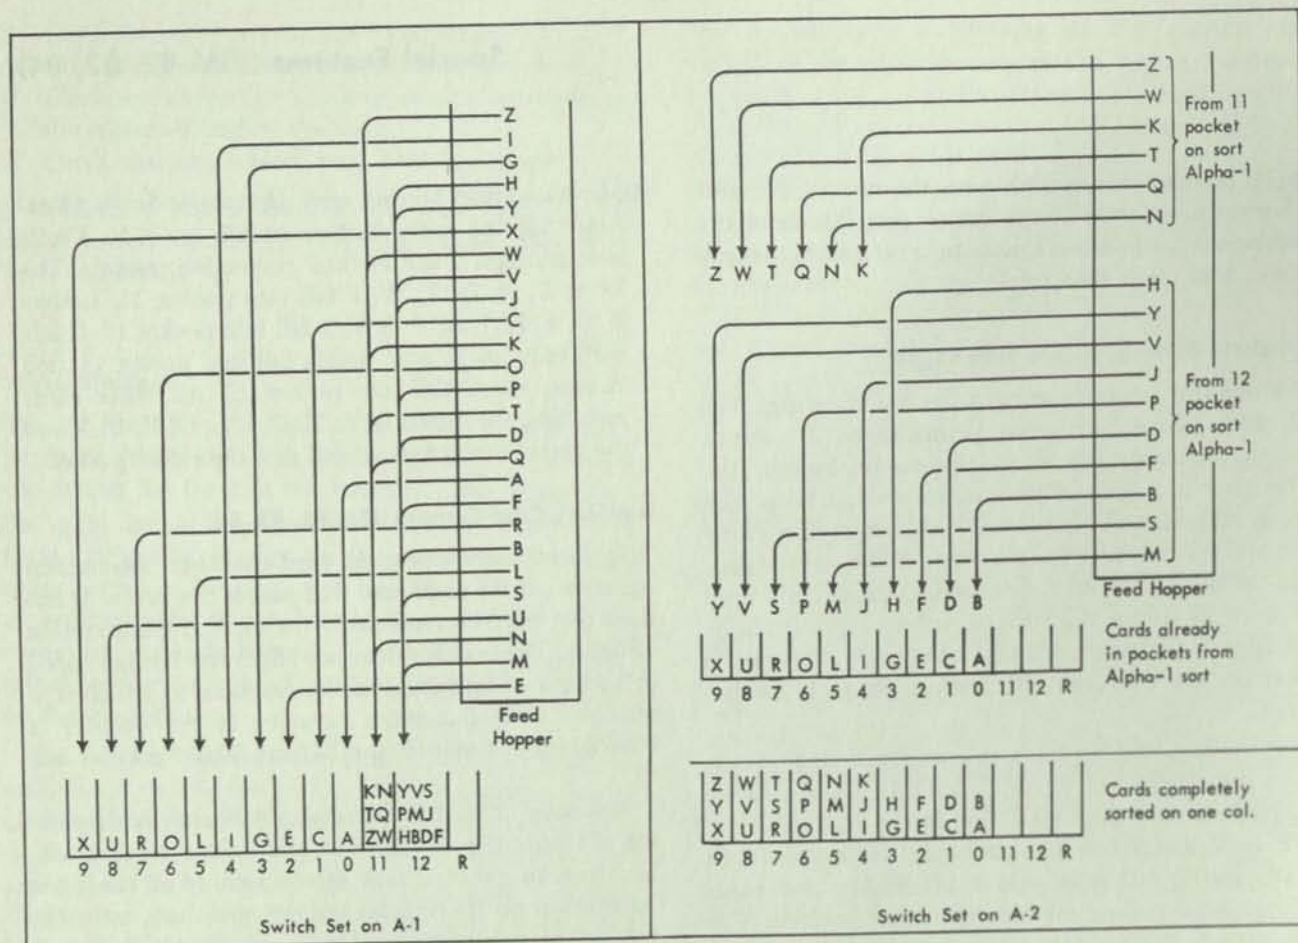 Z
I
G
H
Y
X
W
V
J
C
K
O
P
T
D
Q
A
F
R
B
L
S
U
N
M
E
Feed
Hopper
KN YVS
TQ PMJ
X U R O L I G E C A ZW HBDF
9 8 7 6 5 4 3 2 1 0 11 12 R
Switch Set on A-1
Z
W
K
T
Q
N
From 11
pocket
on sort
Alpha-1
Z W T Q N K
H
Y
V
J
P
D
F
B
S
M
From 12
pocket
on sort
Alpha-1
Feed Hopper
Y V S P M J H F D B
X U R O L I G E C A
9 8 7 6 5 4 3 2 1 0 11 12 R
Cards already
in pockets from
Alpha-1 sort
Z W T Q N K
Y V S P M J H F D B
X U R O L I G E C A
9 8 7 6 5 4 3 2 1 0 11 12 R
Cards completely
sorted on one col.
Switch Set on A-2